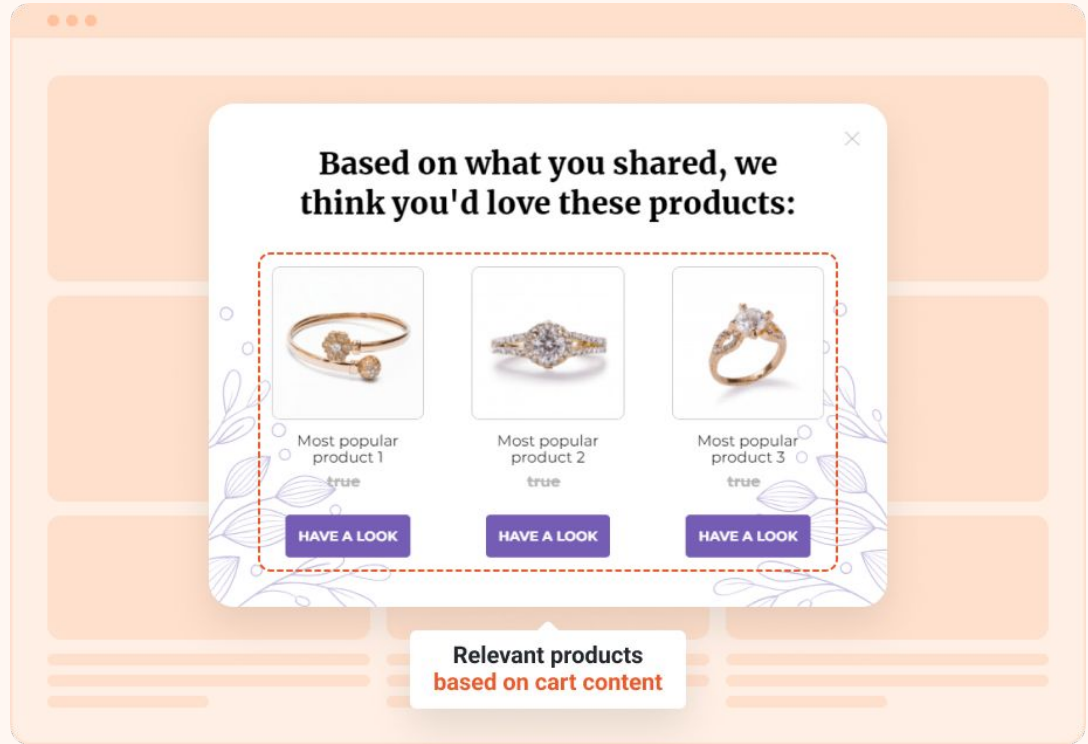 Based on what you shared, we
think you'd love these products:
Most popular
product 1
true
HAVE A LOOK
Most popular
product 2
true
HAVE A LOOK
Most popular
product 3
true
HAVE A LOOK
Relevant products
based on cart content